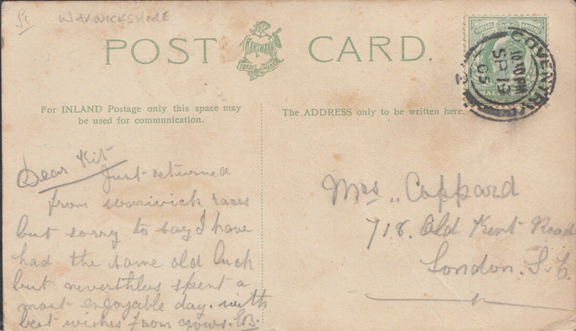 WARWICKSHIRE
POST CARD.
For INLAND Postage only this space may
be used for communication.
The ADDRESS only to be written here.
COVENTRY
SP 19
05
Dear Kit
Just returned
from warwick races
but sorry to say I have
had the same old luck
but neverthless spent a
most enjoyable day. with
best wishes from yours.
Mrs .. Coppard
718. Old Kent Road
London. S. E.